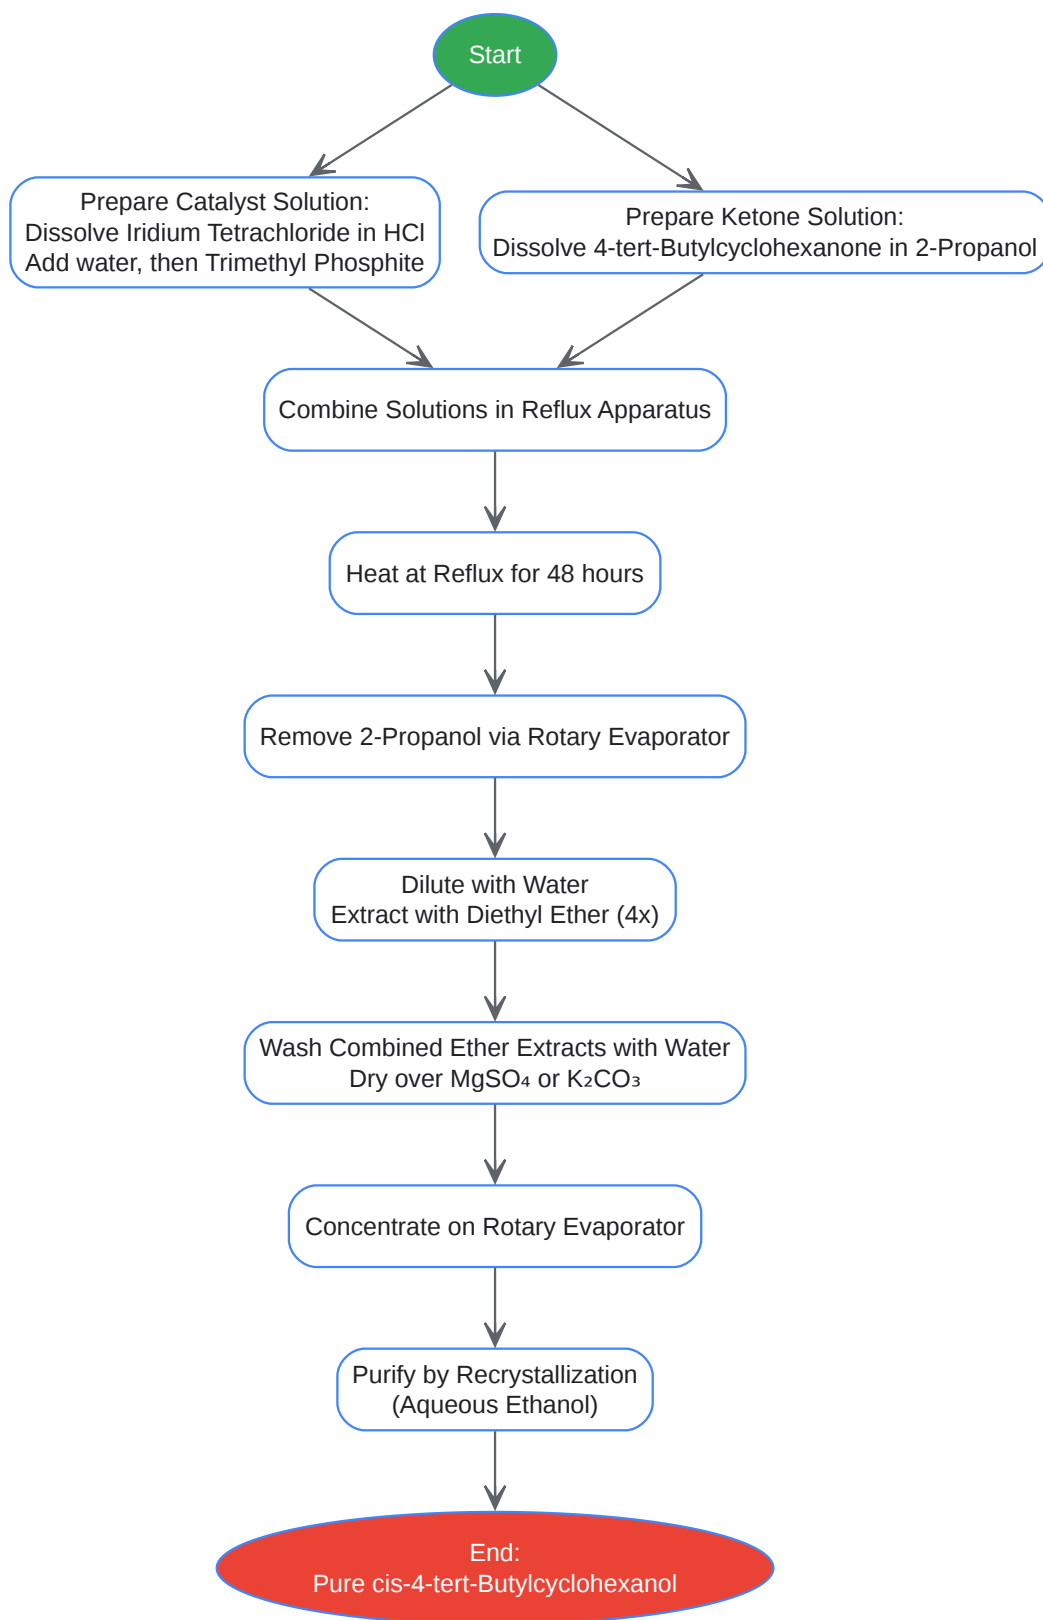 Start
Prepare Catalyst Solution:
Dissolve Iridium Tetrachloride in HCl
Add water, then Trimethyl Phosphite
Prepare Ketone Solution:
Dissolve 4-tert-Butylcyclohexanone in 2-Propanol
Combine Solutions in Reflux Apparatus
Heat at Reflux for 48 hours
Remove 2-Propanol via Rotary Evaporator
Dilute with Water
Extract with Diethyl Ether (4x)
Wash Combined Ether Extracts with Water
Dry over MgSO₄ or K₂CO₃
Concentrate on Rotary Evaporator
Purify by Recrystallization
(Aqueous Ethanol)
End:
Pure cis-4-tert-Butylcyclohexanol